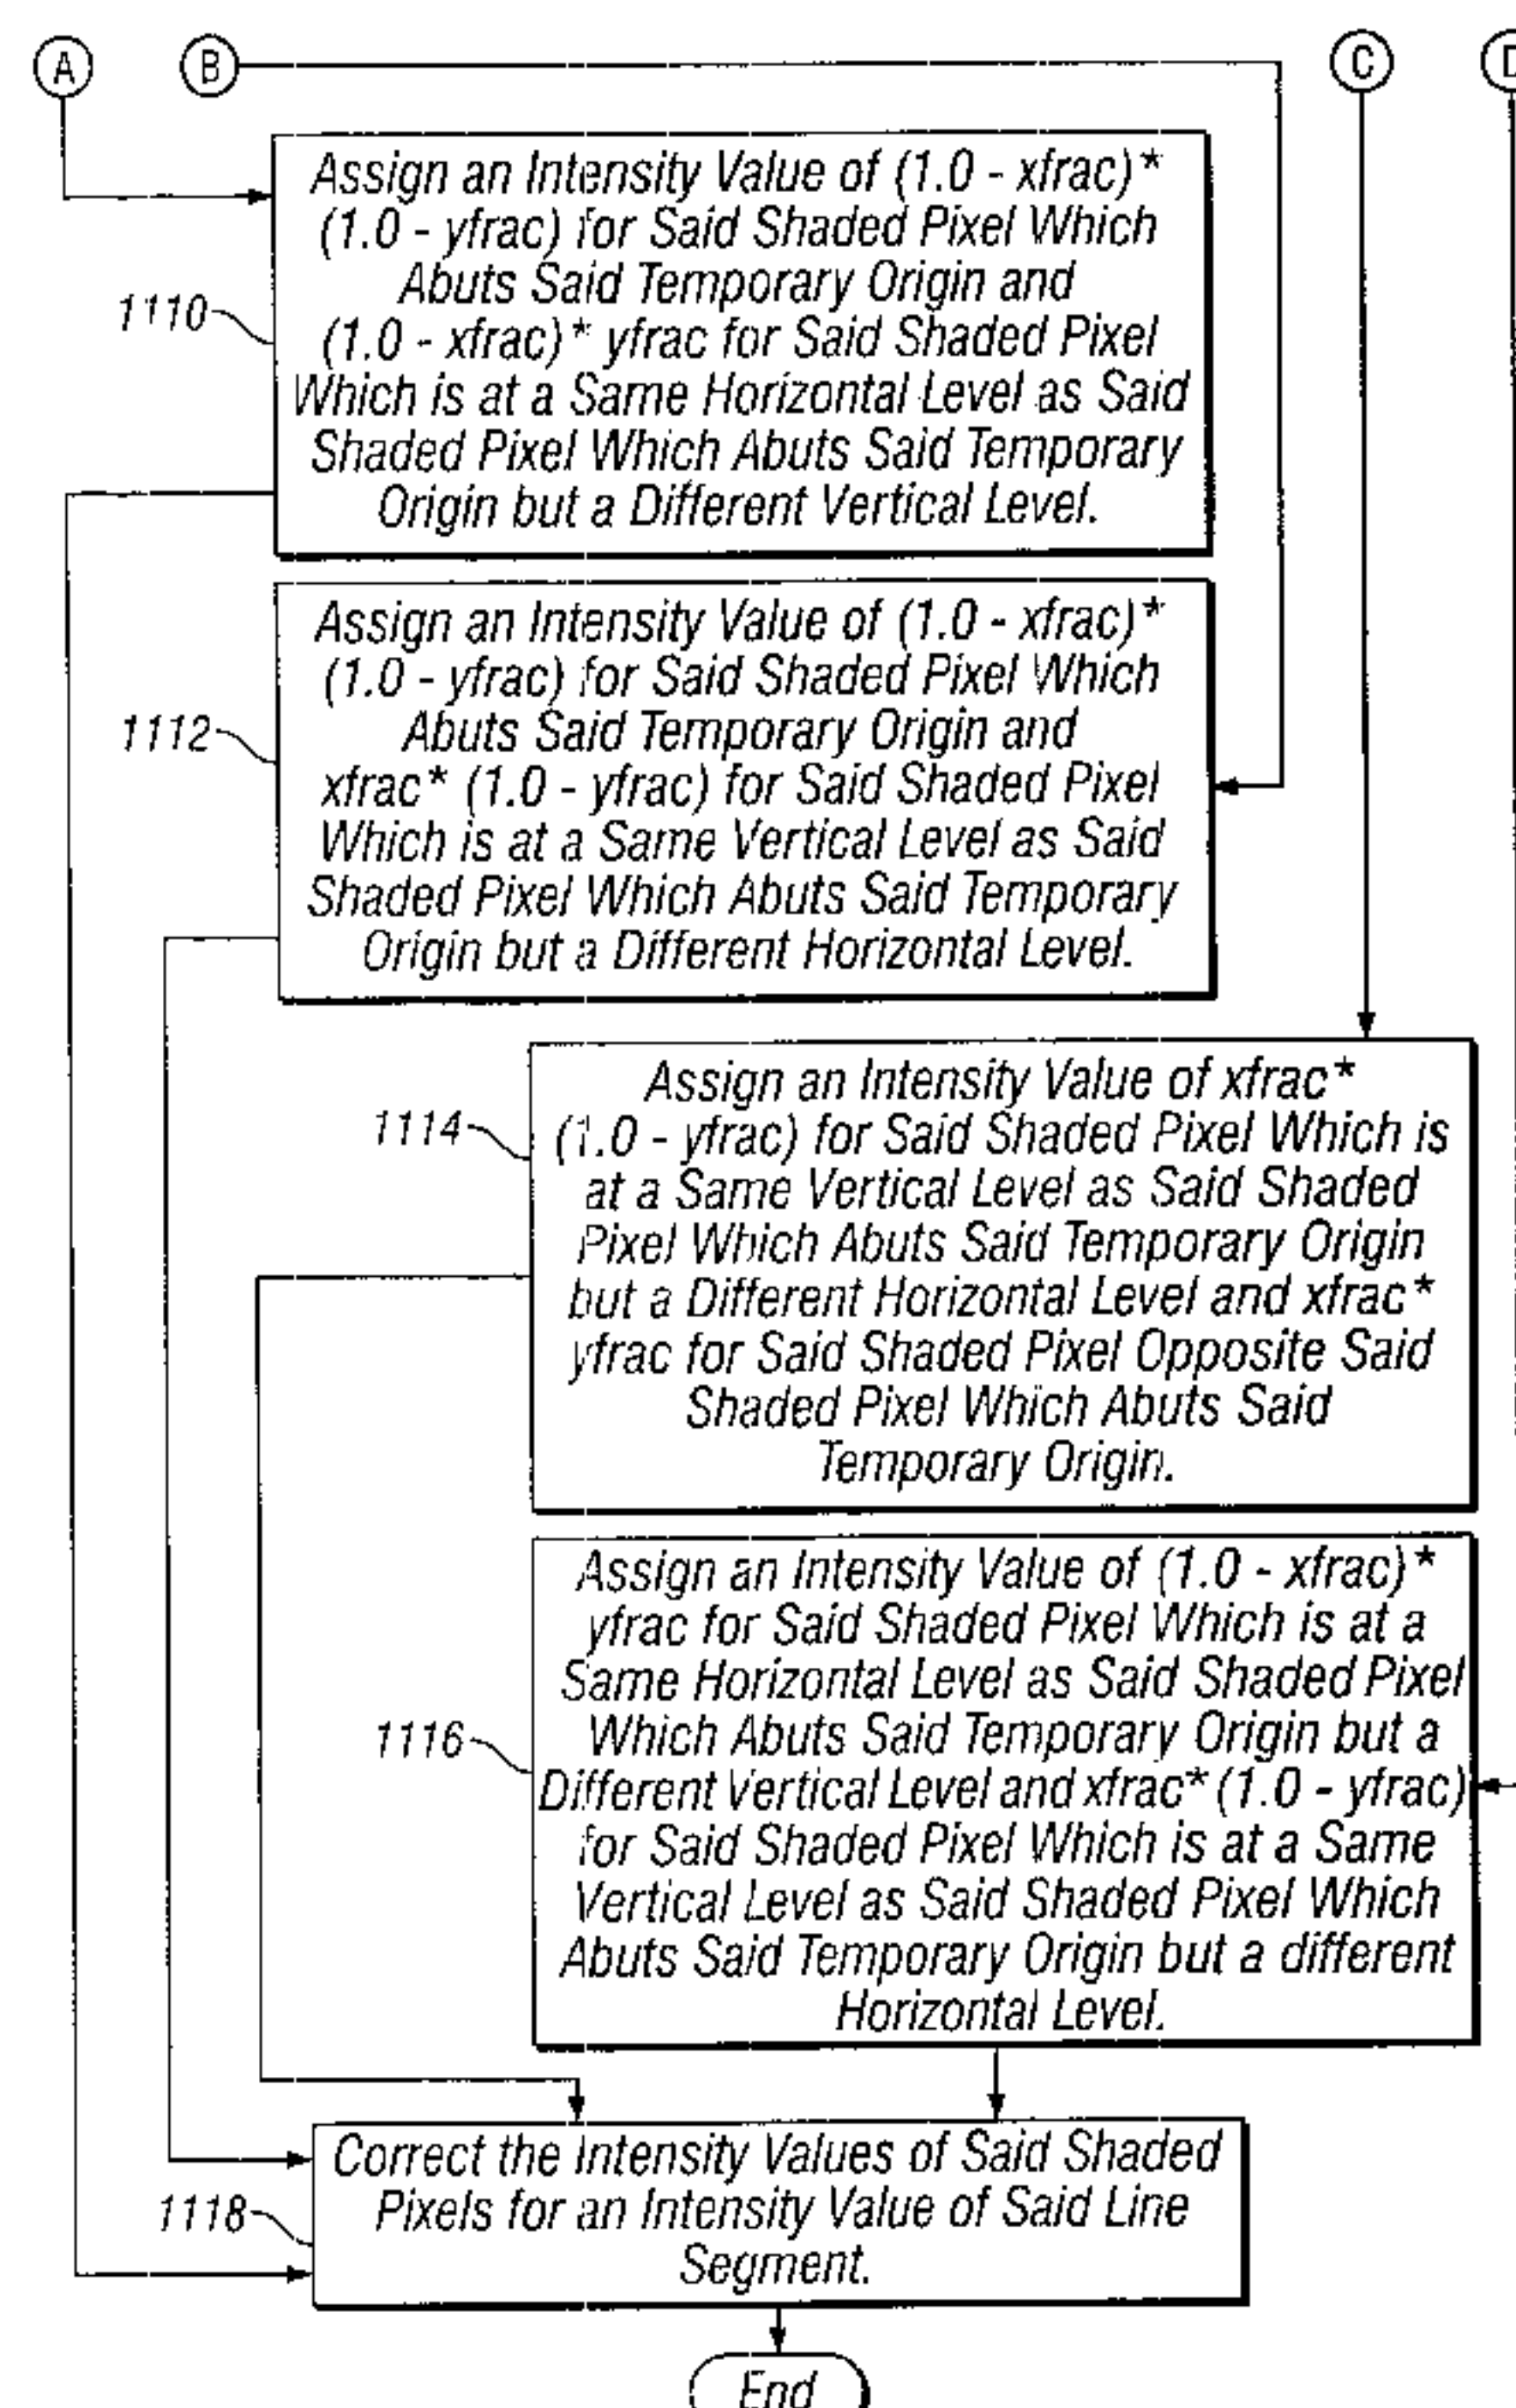 A B C D
Assign an Intensity Value of (1.0 - xfrac)*
(1.0 - yfrac) for Said Shaded Pixel Which
Abuts Said Temporary Origin and
(1.0 - xfrac)* yfrac for Said Shaded Pixel
Which is at a Same Horizontal Level as Said
Shaded Pixel Which Abuts Said Temporary
Origin but a Different Vertical Level.
1110
Assign an Intensity Value of (1.0 - xfrac)*
(1.0 - yfrac) for Said Shaded Pixel Which
Abuts Said Temporary Origin and
xfrac* (1.0 - yfrac) for Said Shaded Pixel
Which is at a Same Vertical Level as Said
Shaded Pixel Which Abuts Said Temporary
Origin but a Different Horizontal Level.
1112
Assign an Intensity Value of xfrac*
(1.0 - yfrac) for Said Shaded Pixel Which is
at a Same Vertical Level as Said Shaded
Pixel Which Abuts Said Temporary Origin
but a Different Horizontal Level and xfrac*
yfrac for Said Shaded Pixel Opposite Said
Shaded Pixel Which Abuts Said
Temporary Origin.
1114
Assign an Intensity Value of (1.0 - xfrac)*
yfrac for Said Shaded Pixel Which is at a
Same Horizontal Level as Said Shaded Pixel
Which Abuts Said Temporary Origin but a
Different Vertical Level and xfrac* (1.0 - yfrac)
for Said Shaded Pixel Which is at a Same
Vertical Level as Said Shaded Pixel Which
Abuts Said Temporary Origin but a different
Horizontal Level.
1116
Correct the Intensity Values of Said Shaded
Pixels for an Intensity Value of Said Line
Segment.
1118
End